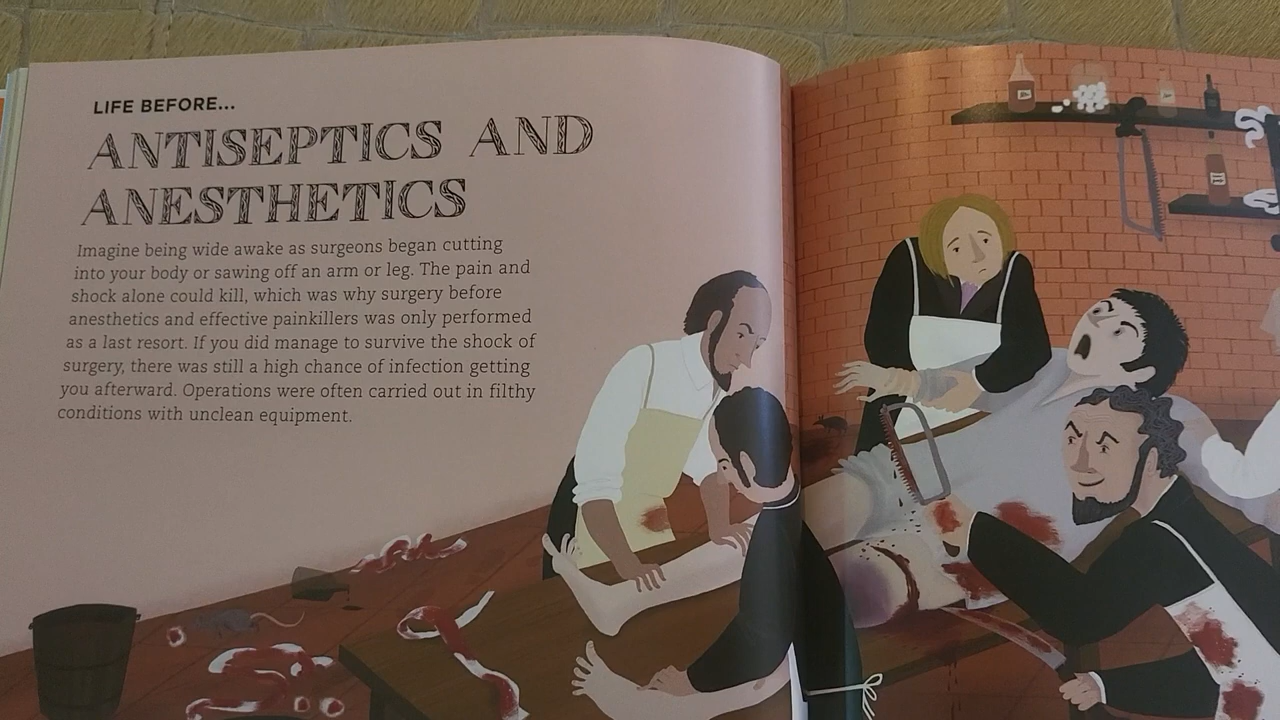 LIFE BEFORE...
ANTISEPTICS AND
ANESTHETICS
Imagine being wide awake as surgeons began cutting
into your body or sawing off an arm or leg. The pain and
shock alone could kill, which was why surgery before
anesthetics and effective painkillers was only performed
as a last resort. If you did manage to survive the shock of
surgery, there was still a high chance of infection getting
you afterward. Operations were often carried out in filthy
conditions with unclean equipment.